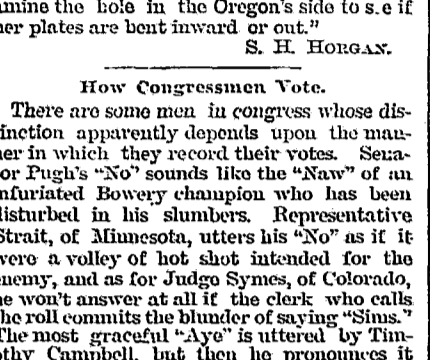 amine the hole in the Oregon's side to s.e if
her plates are bent inward or out."
S. H. HORGAN.
How Congressmen Vote.
There are some men in congress whose dis-
inction apparently depends upon the man-
ner in which they record their votes. Sena-
or Pugh's "No" sounds like the "Naw" of an
nfuriated Bowery champion who has been
disturbed in his slumbers. Representative
Strait, of Minnesota, utters his "No" as if it
were a volley of hot shot intended for the
enemy, and as for Judge Symes, of Colorado,
he won't answer at all if the clerk who calls
the roll commits the blunder of saying "Sims."
The most graceful "Aye" is uttered by Tim-
othy Campbell, but then he pronounces it